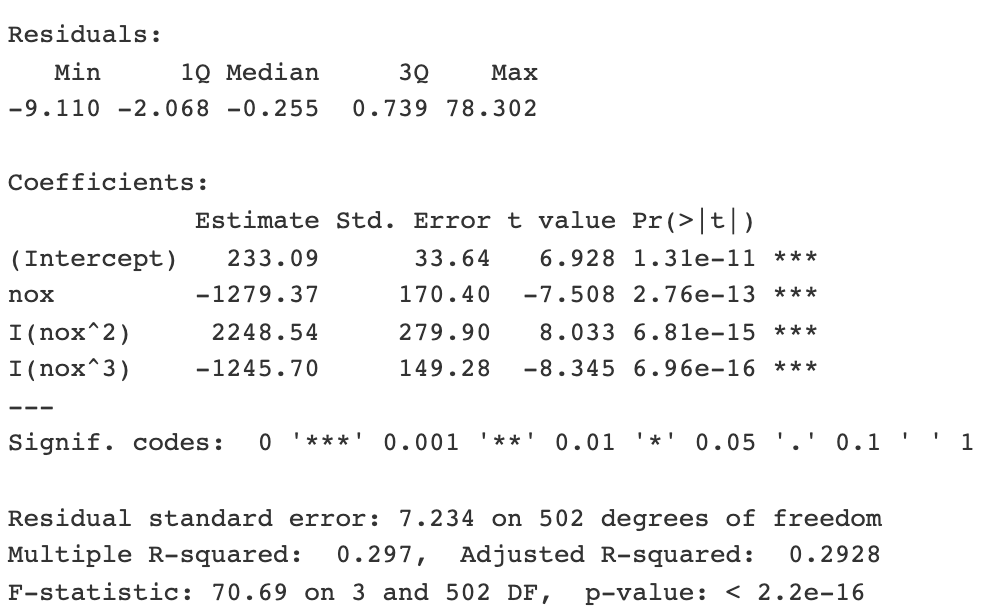 Residuals:
   Min     1Q Median     3Q    Max
-9.110 -2.068 -0.255  0.739 78.302
Coefficients:
            Estimate Std. Error t value Pr(>|t|)
(Intercept)   233.09      33.64   6.928 1.31e-11 ***
nox         -1279.37     170.40  -7.508 2.76e-13 ***
I(nox^2)     2248.54     279.90   8.033 6.81e-15 ***
I(nox^3)    -1245.70     149.28  -8.345 6.96e-16 ***
---
Signif. codes:  0 '***' 0.001 '**' 0.01 '*' 0.05 '.' 0.1 ' ' 1
Residual standard error: 7.234 on 502 degrees of freedom
Multiple R-squared:  0.297,  Adjusted R-squared:  0.2928
F-statistic: 70.69 on 3 and 502 DF,  p-value: < 2.2e-16